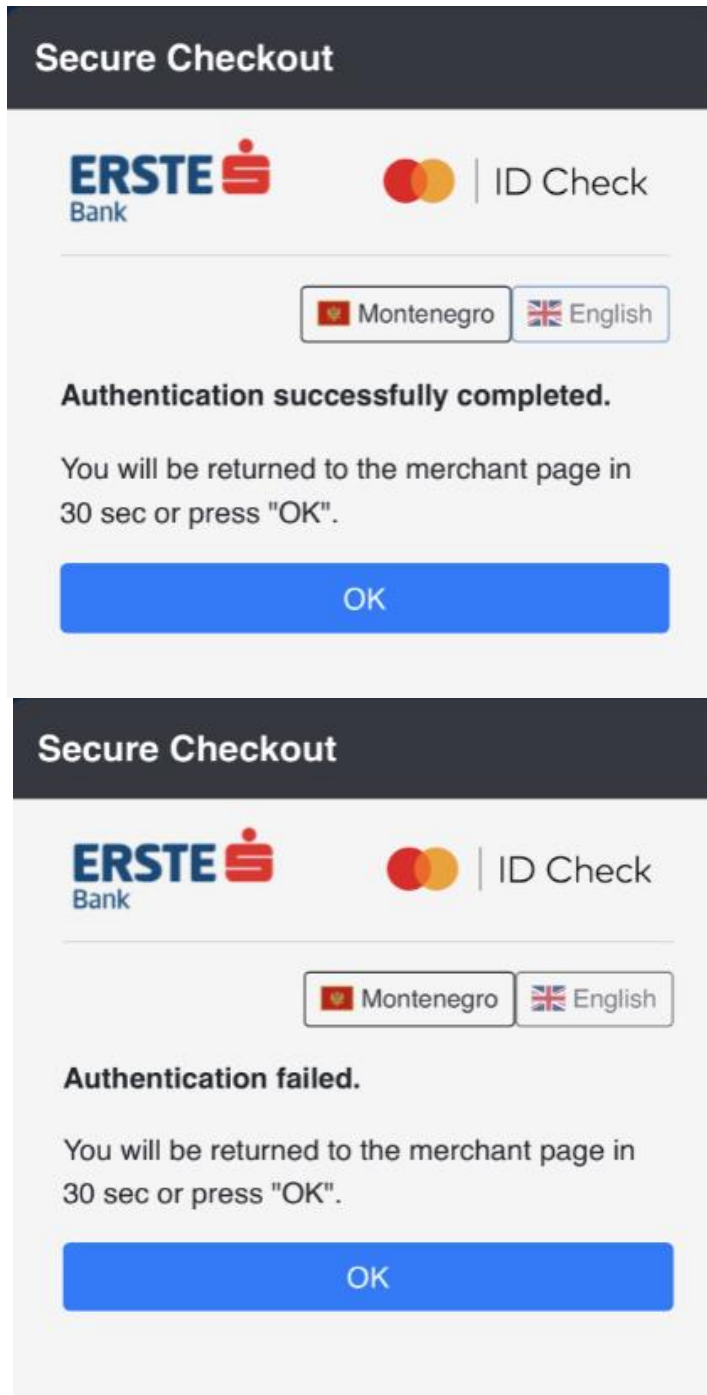 Secure Checkout
ERSTE
Bank
ID Check
Montenegro English
Authentication successfully completed.
You will be returned to the merchant page in
30 sec or press "OK".
OK
Secure Checkout
ERSTE
Bank
ID Check
Montenegro English
Authentication failed.
You will be returned to the merchant page in
30 sec or press "OK".
OK